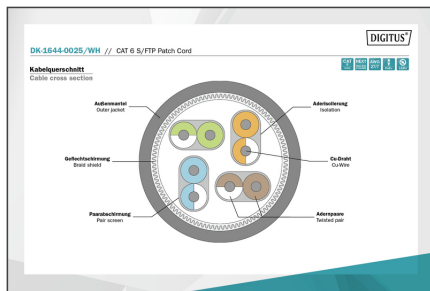 DIGITUS®
DK-1644-0025/WH // CAT 6 S/FTP Patch Cord
Kabelquerschnitt
Cable cross section
Außenmantel
Outer jacket
Aderisolierung
Isolation
Geflechtschirmung
Braid shield
Cu-Draht
Cu-Wire
Paarabschirmung
Pair screen
Adernpaare
Twisted pair